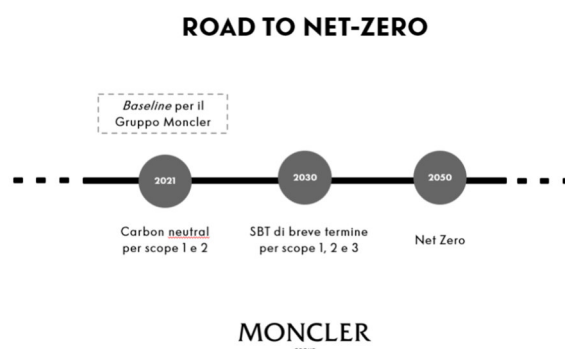 ROAD TO NET-ZERO
Baseline per il
Gruppo Moncler
2021
2030
2050
Carbon neutral
per scope 1 e 2
SBT di breve termine
per scope 1, 2 e 3
Net Zero
MONCLER